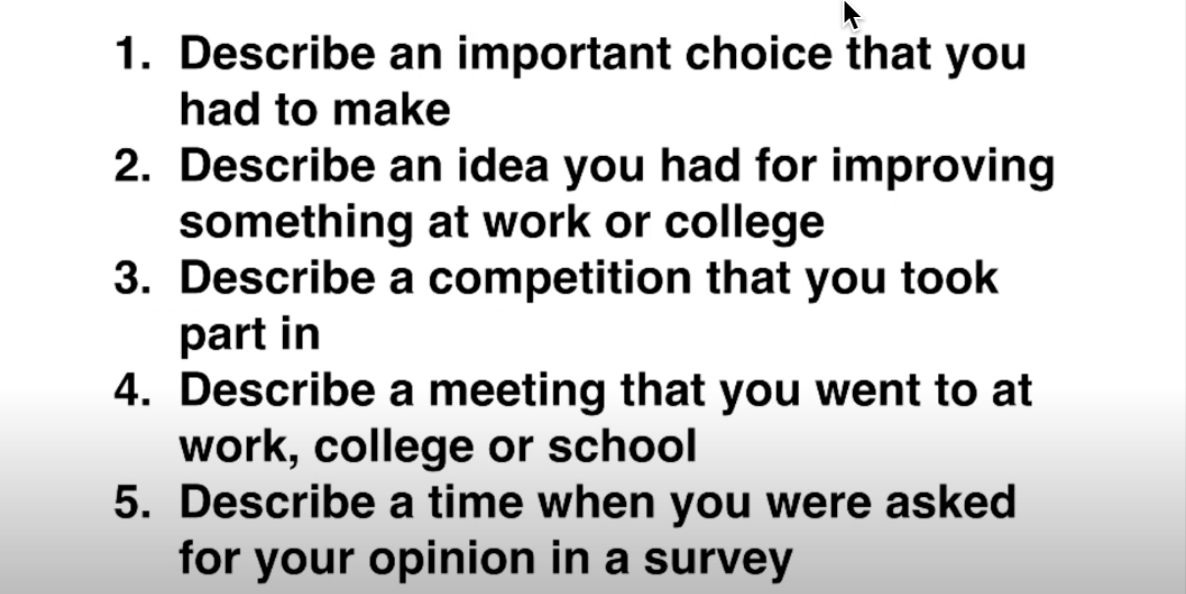 1. Describe an important choice that you
had to make
2. Describe an idea you had for improving
something at work or college
3. Describe a competition that you took
part in
4. Describe a meeting that you went to at
work, college or school
5. Describe a time when you were asked
for your opinion in a survey